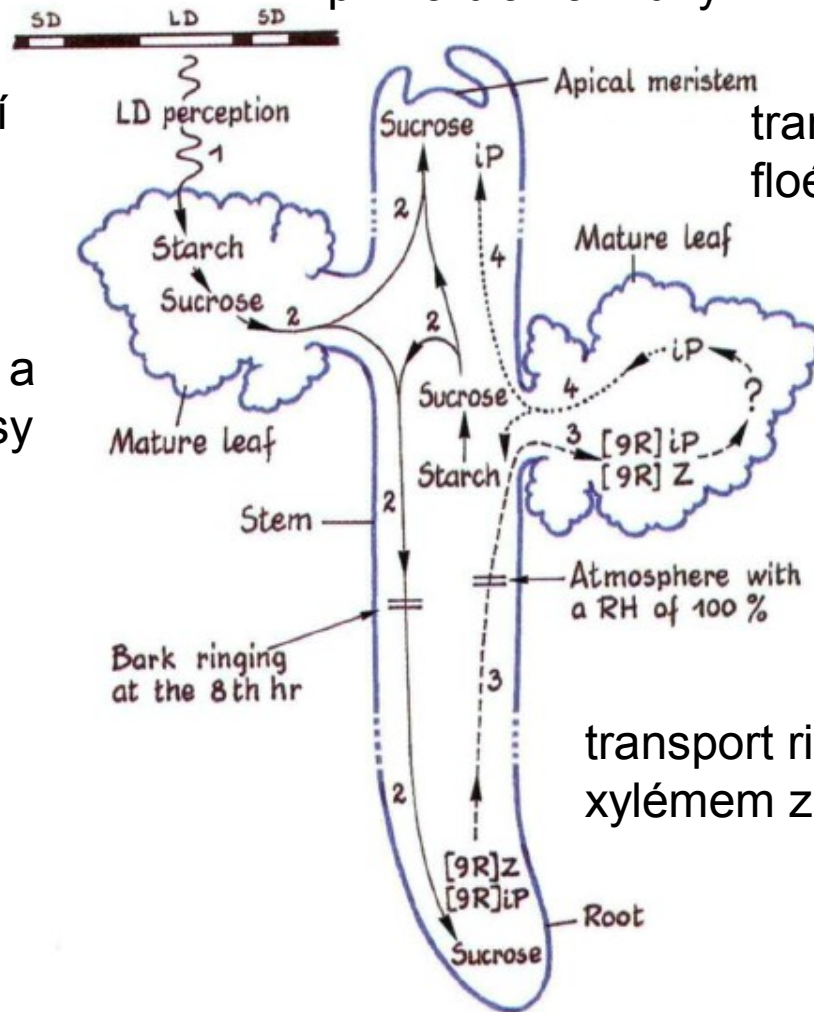 SD LD SD
LD perception
1
Apical meristem
Sucrose
iP
2
4
Starch
Sucrose
2
Mature leaf
iP
4
?
2
Sucrose
3
[9R] iP
[9R] Z
Starch
Mature leaf
a
sy
í
Stem
2
Atmosphere with
a RH of 100 %
Bark ringing
at the 8th hr
3
transport ri
xylémem z
2
[9R]Z
[9R]iP
Root
Sucrose
tran
floé